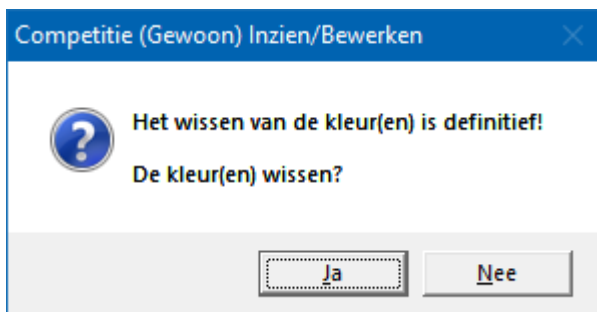 Competitie (Gewoon) Inzien/Bewerken
Het wissen van de kleur(en) is definitief!
De kleur(en) wissen?
Ja
Nee